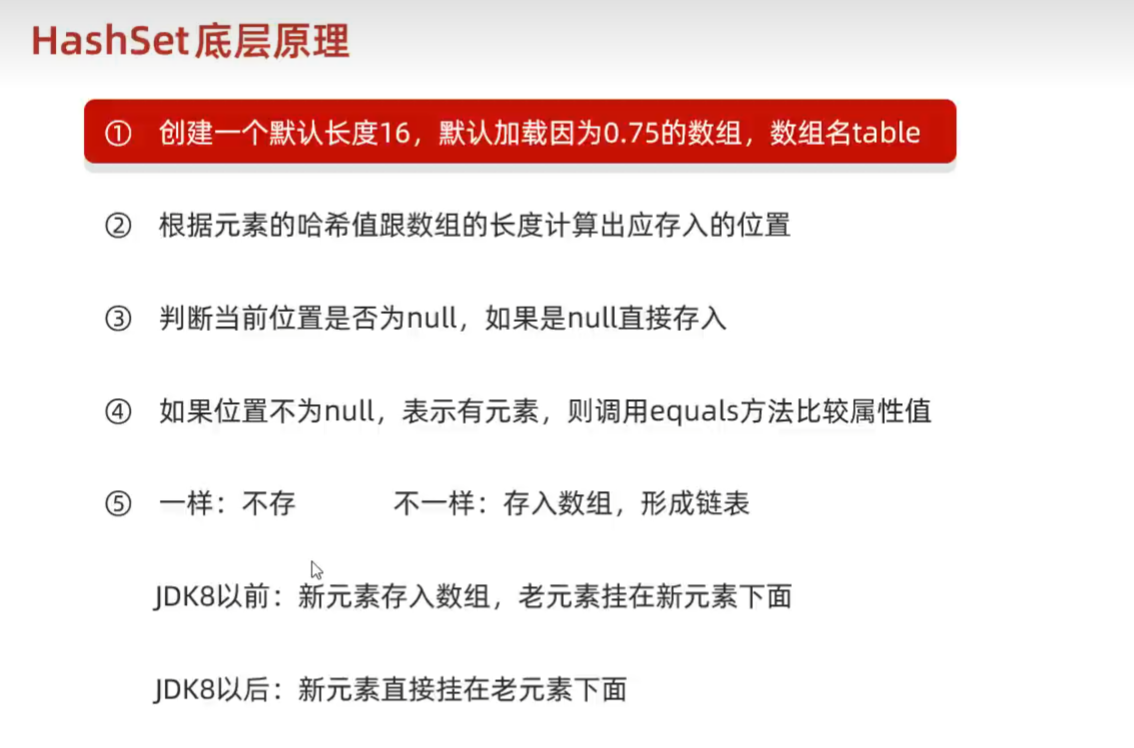 HashSet底层原理
① 创建一个默认长度16，默认加载因为0.75的数组，数组名table
② 根据元素的哈希值跟数组的长度计算出应存入的位置
③ 判断当前位置是否为null，如果是null直接存入
④ 如果位置不为null，表示有元素，则调用equals方法比较属性值
⑤ 一样：不存 不一样：存入数组，形成链表
JDK8以前：新元素存入数组，老元素挂在新元素下面
JDK8以后：新元素直接挂在老元素下面